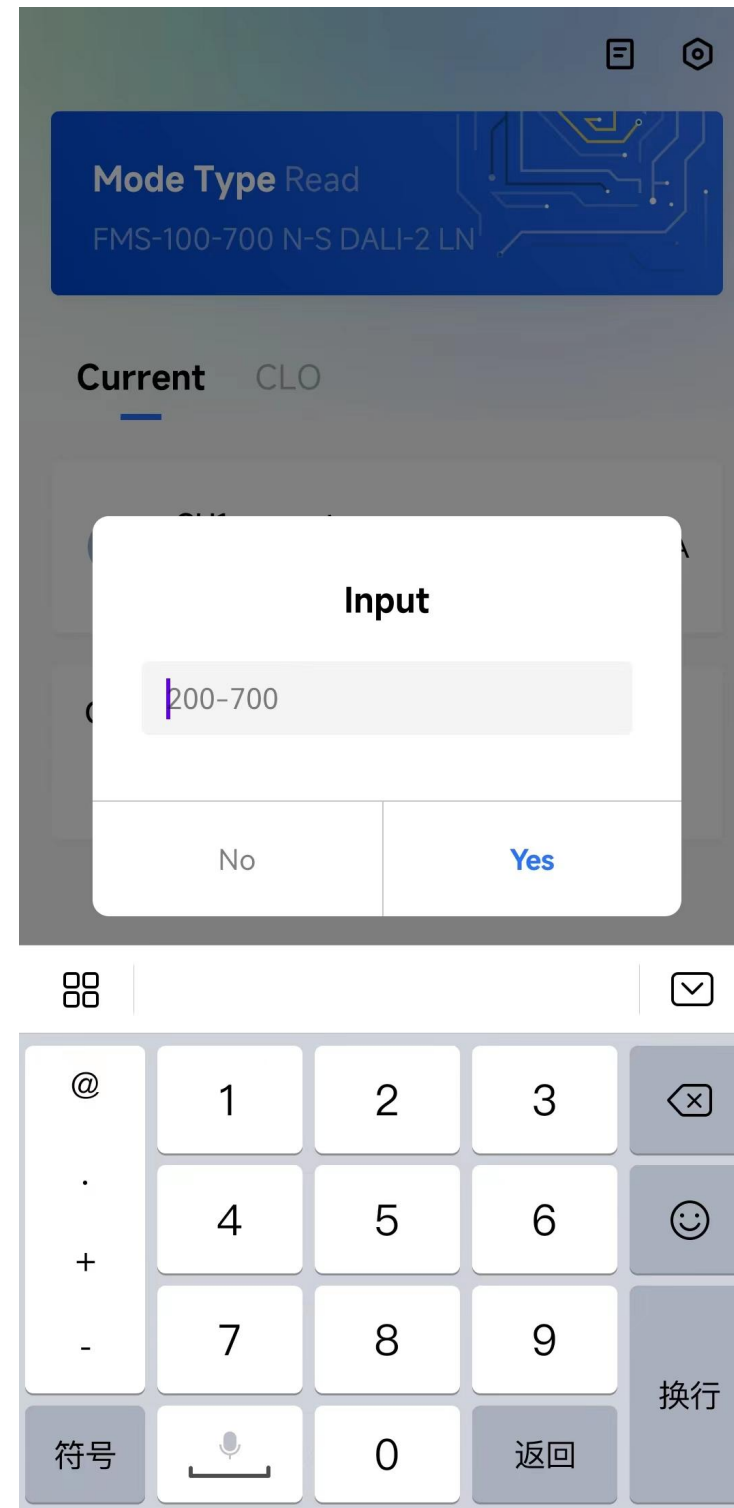 Mode Type Read
FMS-100-700 N-S DALI-2 LN
Current CLO
Input
200-700
No Yes
@ 1 2 3
. 4 5 6
+
- 7 8 9
换行
符号 0 返回